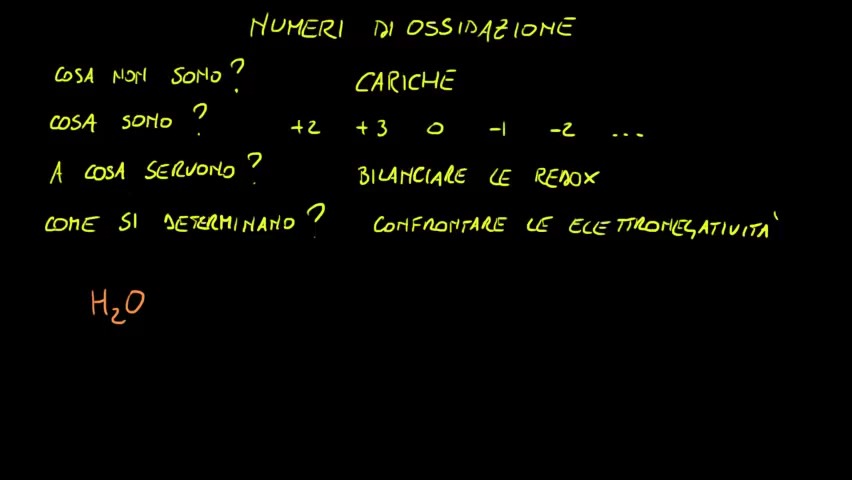 NUMERI DI OSSIDAZIONE
COSA NON SONO? CARICHE
COSA SONO? +2 +3 0 -1 -2 ...
A COSA SERVONO? BILANCIARE LE REDOX
COME SI DETERMINANO? CONFRONTARE LE ELETTRONEGATIVITA'
H₂O